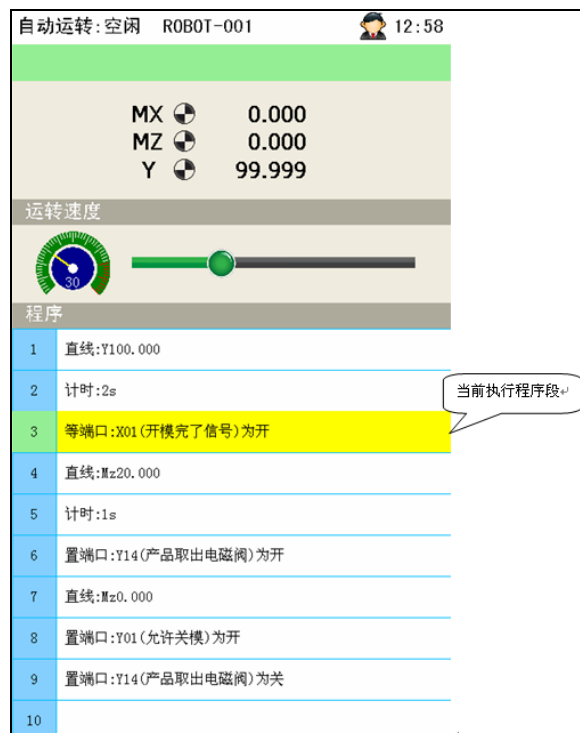 自动运转:空闲 ROBOT-001 12:58
MX 0.000
MZ 0.000
Y 99.999
运转速度
30
程序
1 直线:Y100.000
2 计时:2s
当前执行程序段↵
3 等端口:X01(开模完了信号)为开
4 直线:Mz20.000
5 计时:1s
6 置端口:Y14(产品取出电磁阀)为开
7 直线:Mz0.000
8 置端口:Y01(允许关模)为开
9 置端口:Y14(产品取出电磁阀)为关
10